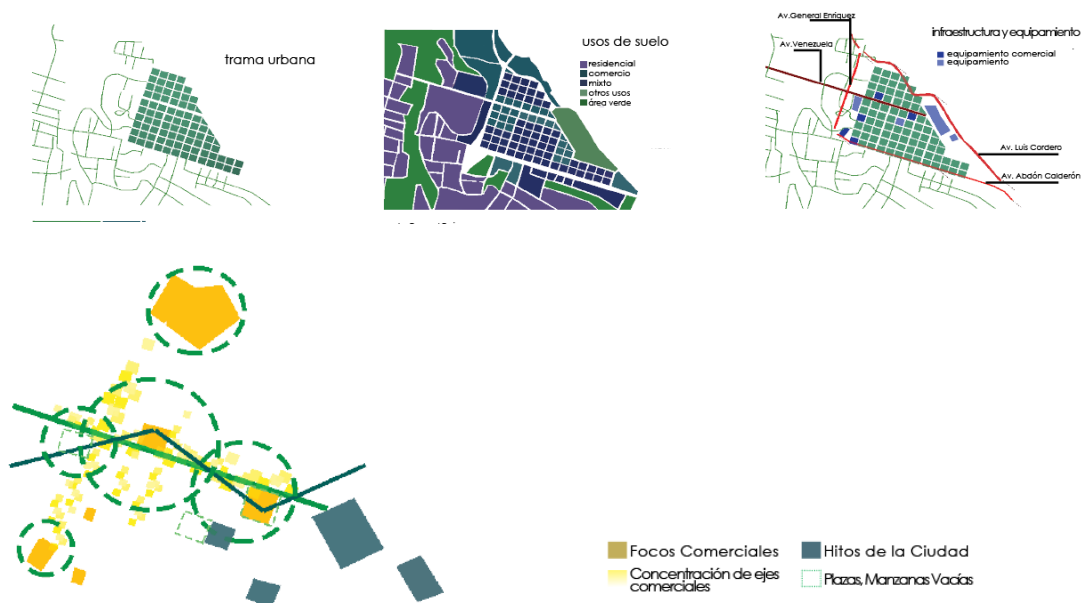 trama urbana
usos de suelo
residencial
comercio
mixto
otros usos
área verde
Av.General Enríquez
Av.Venezuela
infraestructura y equipamiento
equipamiento comercial
equipamiento
Av. Luis Cordero
Av. Abdón Calderón
Focos Comerciales
Concentración de ejes
comerciales
Hitos de la Ciudad
Plazas, Manzanas Vacías